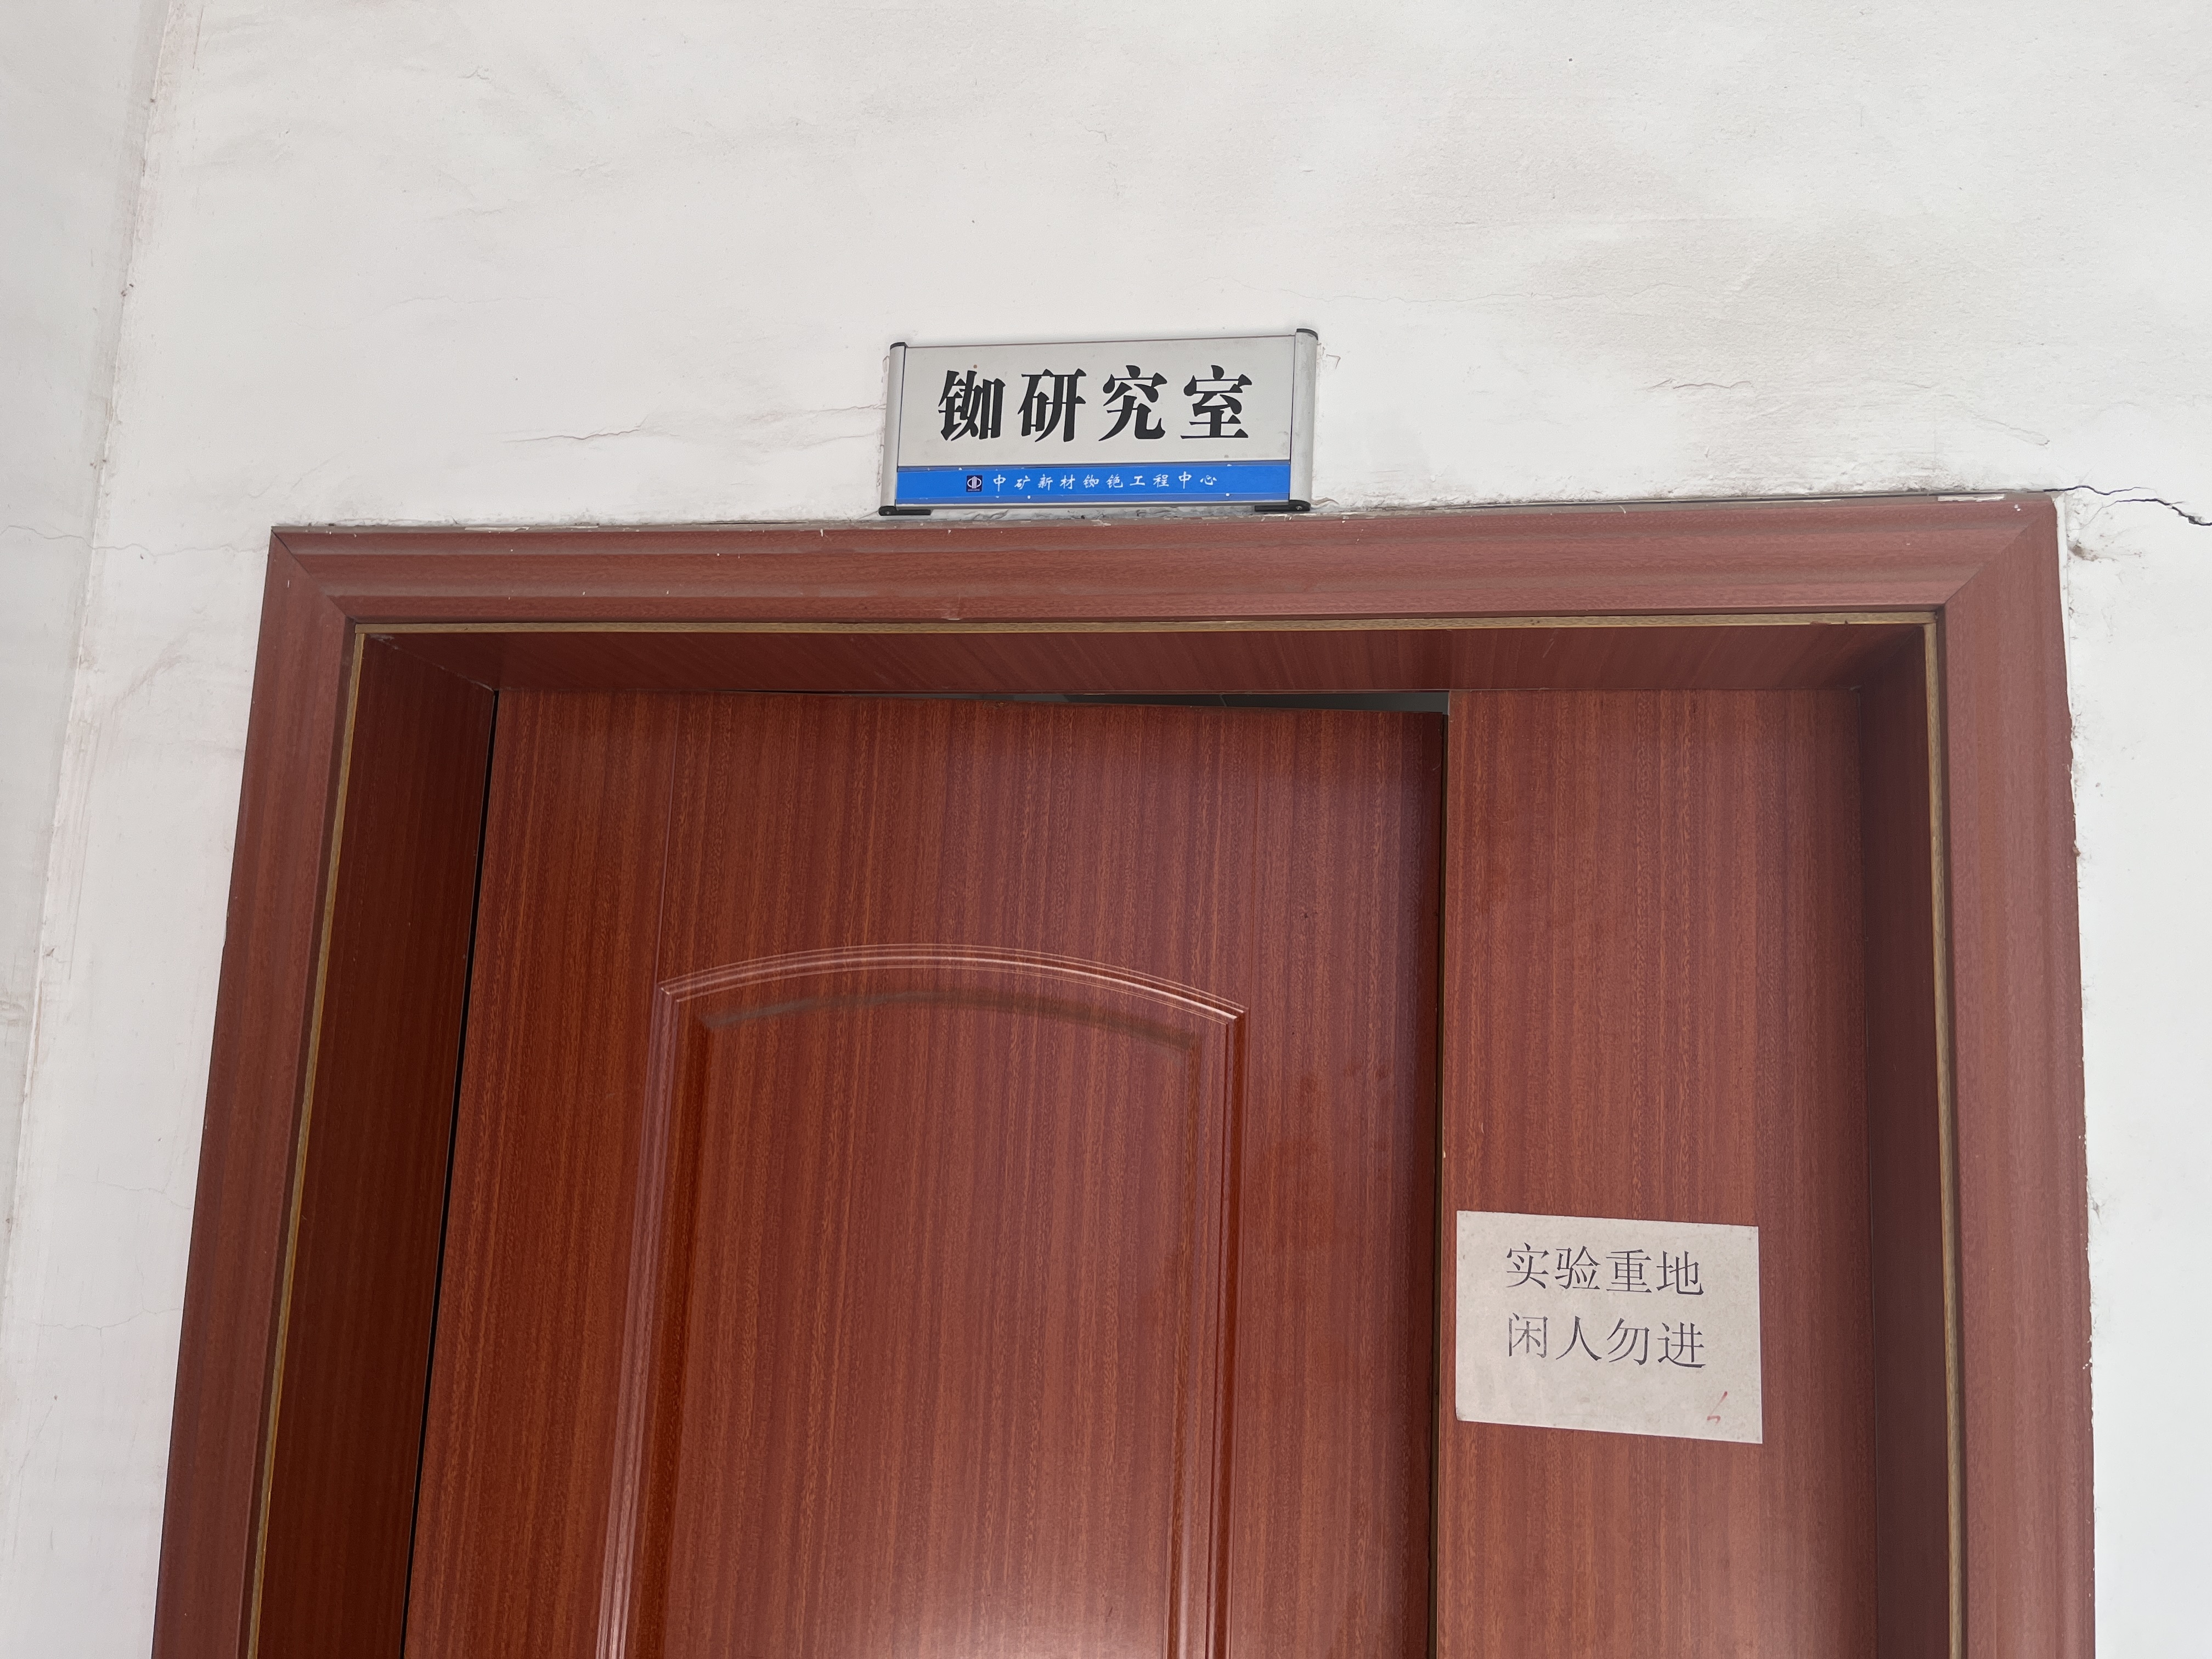 铷研究室
中矿新材铷铯工程中心
实验重地
闲人勿进